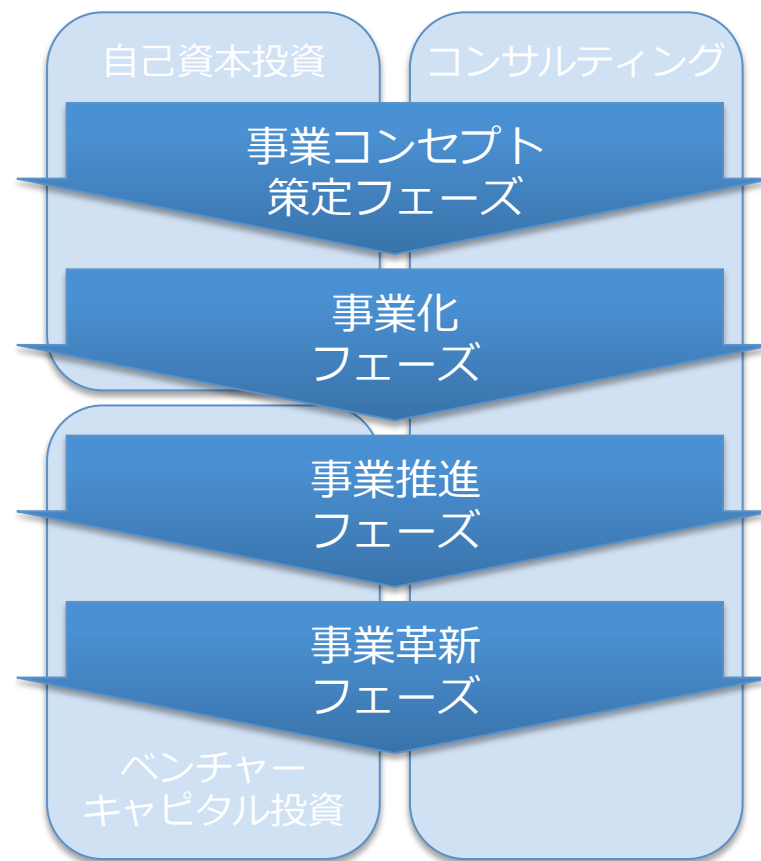 自己資本投資
コンサルティング
事業コンセプト
策定フェーズ
事業化
フェーズ
事業推進
フェーズ
事業革新
フェーズ
ベンチャー
キャピタル投資